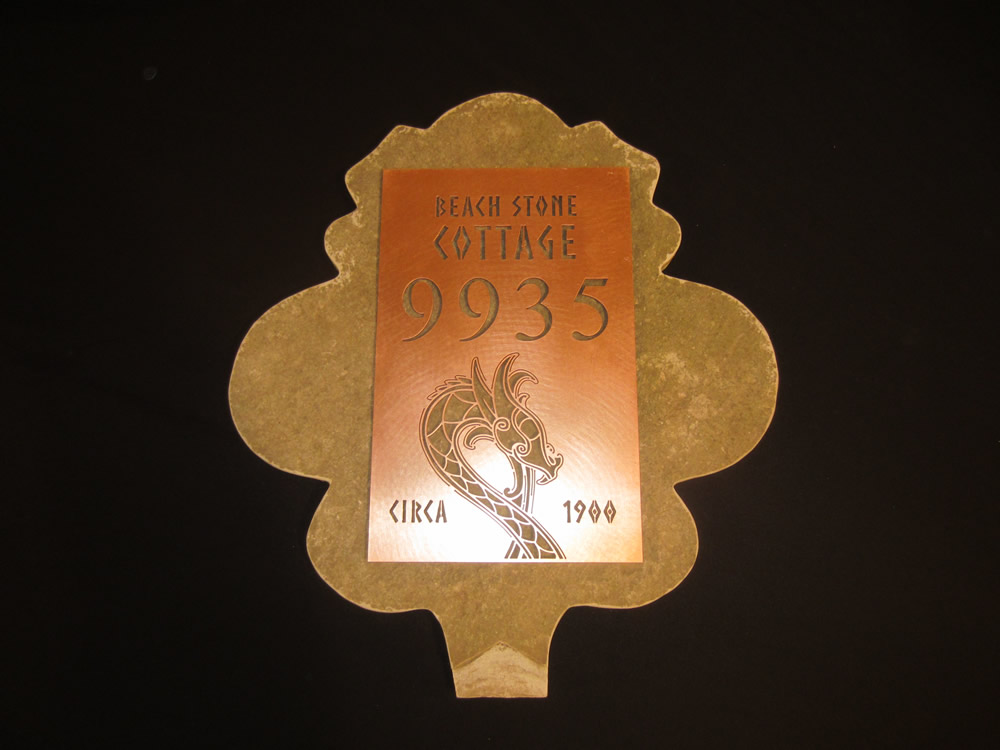 BEACH STONE
COTTAGE
9935
CIRCA 1900